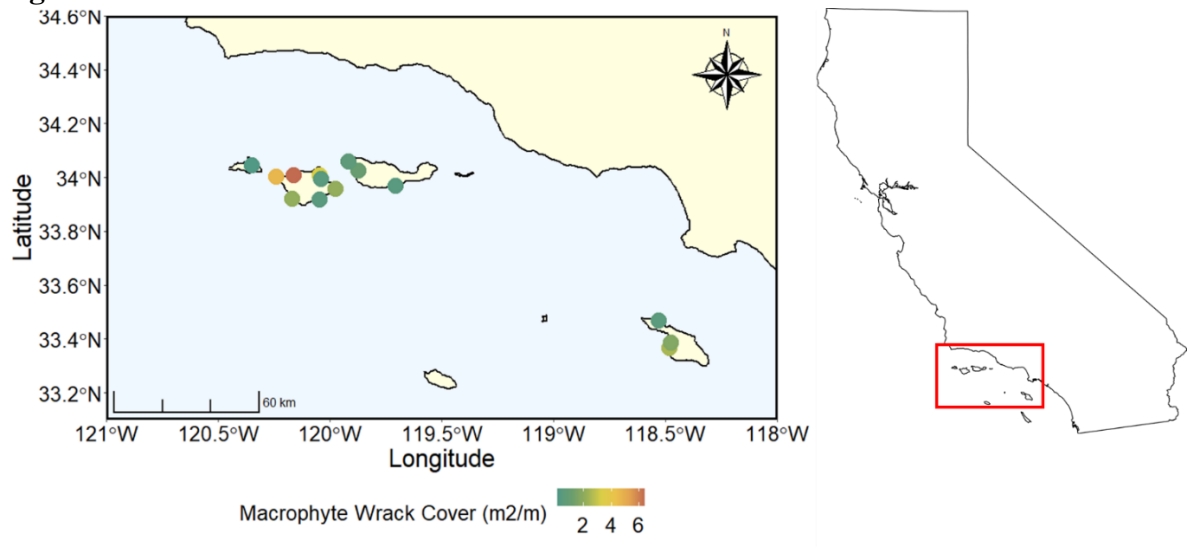 34.6°N
N
34.4°N
34.2°N
34°N
33.8°N
33.6°N
33.4°N
33.2°N
Latitude
60 km
121°W 120.5°W 120°W 119.5°W 119°W 118.5°W 118°W
Longitude
Macrophyte Wrack Cover (m2/m)
2 4 6